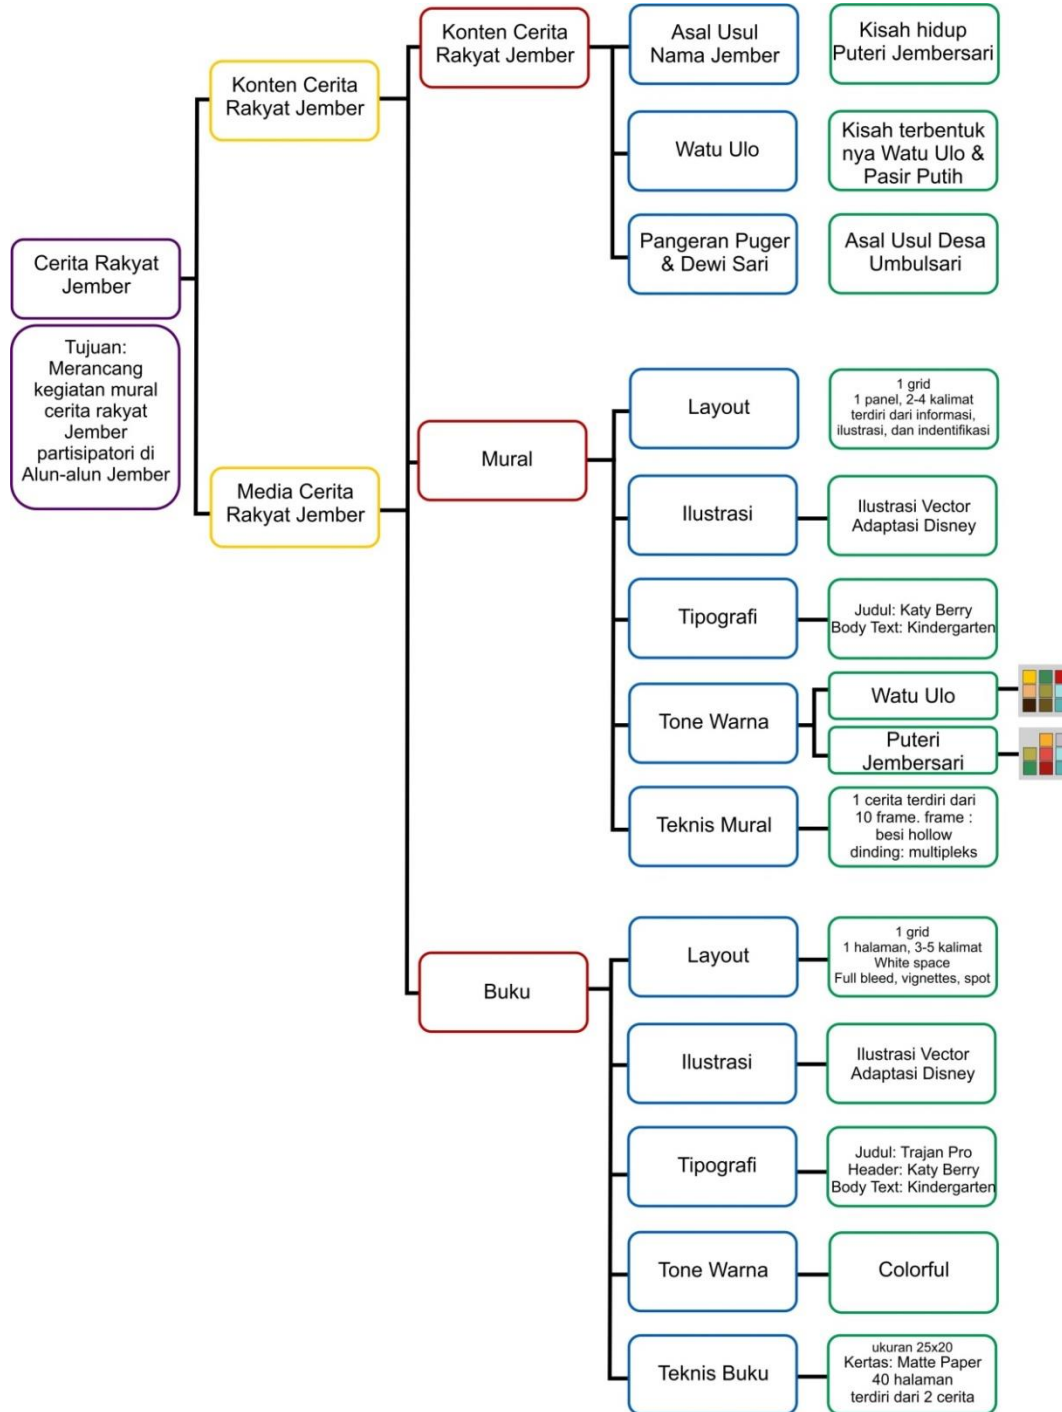 Cerita Rakyat
Jember
Tujuan:
Merancang
kegiatan mural
cerita rakyat
Jember
partisipatori di
Alun-alun Jember
Konten Cerita
Rakyat Jember
Media Cerita
Rakyat Jember
Konten Cerita
Rakyat Jember
Asal Usul
Nama Jember
Kisah hidup
Puteri Jembersari
Watu Ulo
Kisah terbentuk
nya Watu Ulo &
Pasir Putih
Pangeran Puger
& Dewi Sari
Asal Usul Desa
Umbulsari
Mural
Layout
1 grid
1 panel, 2-4 kalimat
terdiri dari informasi,
ilustrasi, dan indentifikasi
Ilustrasi
Ilustrasi Vector
Adaptasi Disney
Tipografi
Judul: Katy Berry
Body Text: Kindergarten
Tone Warna
Watu Ulo
Puteri
Jembersari
Teknis Mural
1 cerita terdiri dari
10 frame. frame :
besi hollow
dinding: multipleks
Buku
Layout
1 grid
1 halaman, 3-5 kalimat
White space
Full bleed, vignettes, spot
Ilustrasi
Ilustrasi Vector
Adaptasi Disney
Tipografi
Judul: Trajan Pro
Header: Katy Berry
Body Text: Kindergarten
Tone Warna
Colorful
Teknis Buku
ukuran 25x20
Kertas: Matte Paper
40 halaman
terdiri dari 2 cerita